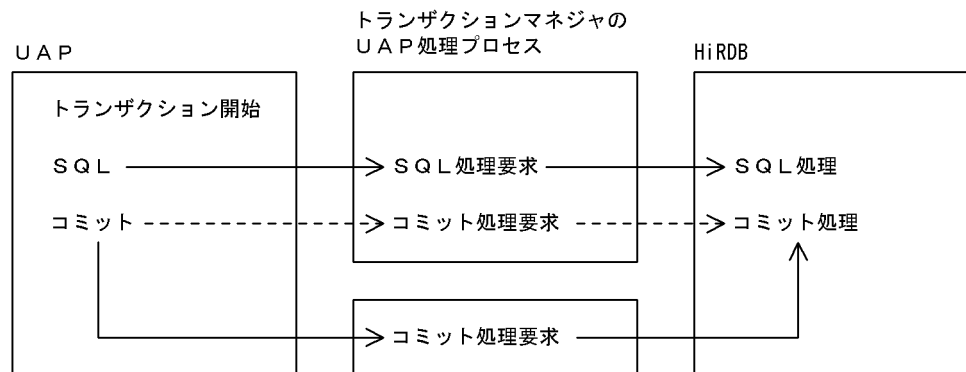 トランザクションマネジャの
UAP処理プロセス
UAP
HiRDB
トランザクション開始
SQL
SQL処理要求
SQL処理
コミット
コミット処理要求
コミット処理
コミット処理要求